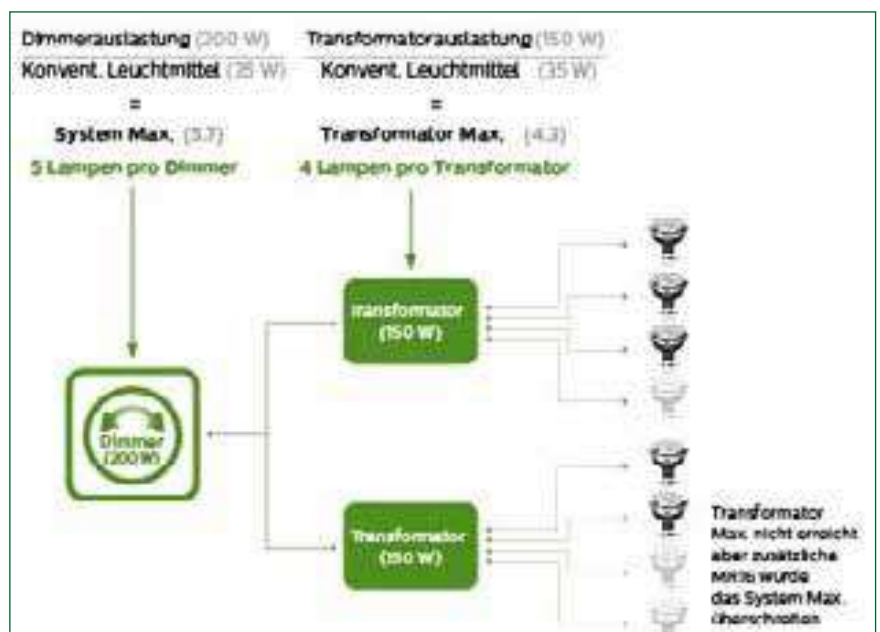 Dimmerauslastung (200 W)
Konvent. Leuchtmittel (35 W)
=
System Max. (5.7)
5 Lampen pro Dimmer
Transformatorauslastung (150 W)
Konvent. Leuchtmittel (35 W)
=
Transformator Max. (4.3)
4 Lampen pro Transformator
Transformator
(150 W)
Dimmer
(200 W)
Transformator
(150 W)
Transformator
Max. nicht erreicht
aber zusätzliche
MR16 würde
das System Max.
überschreiten